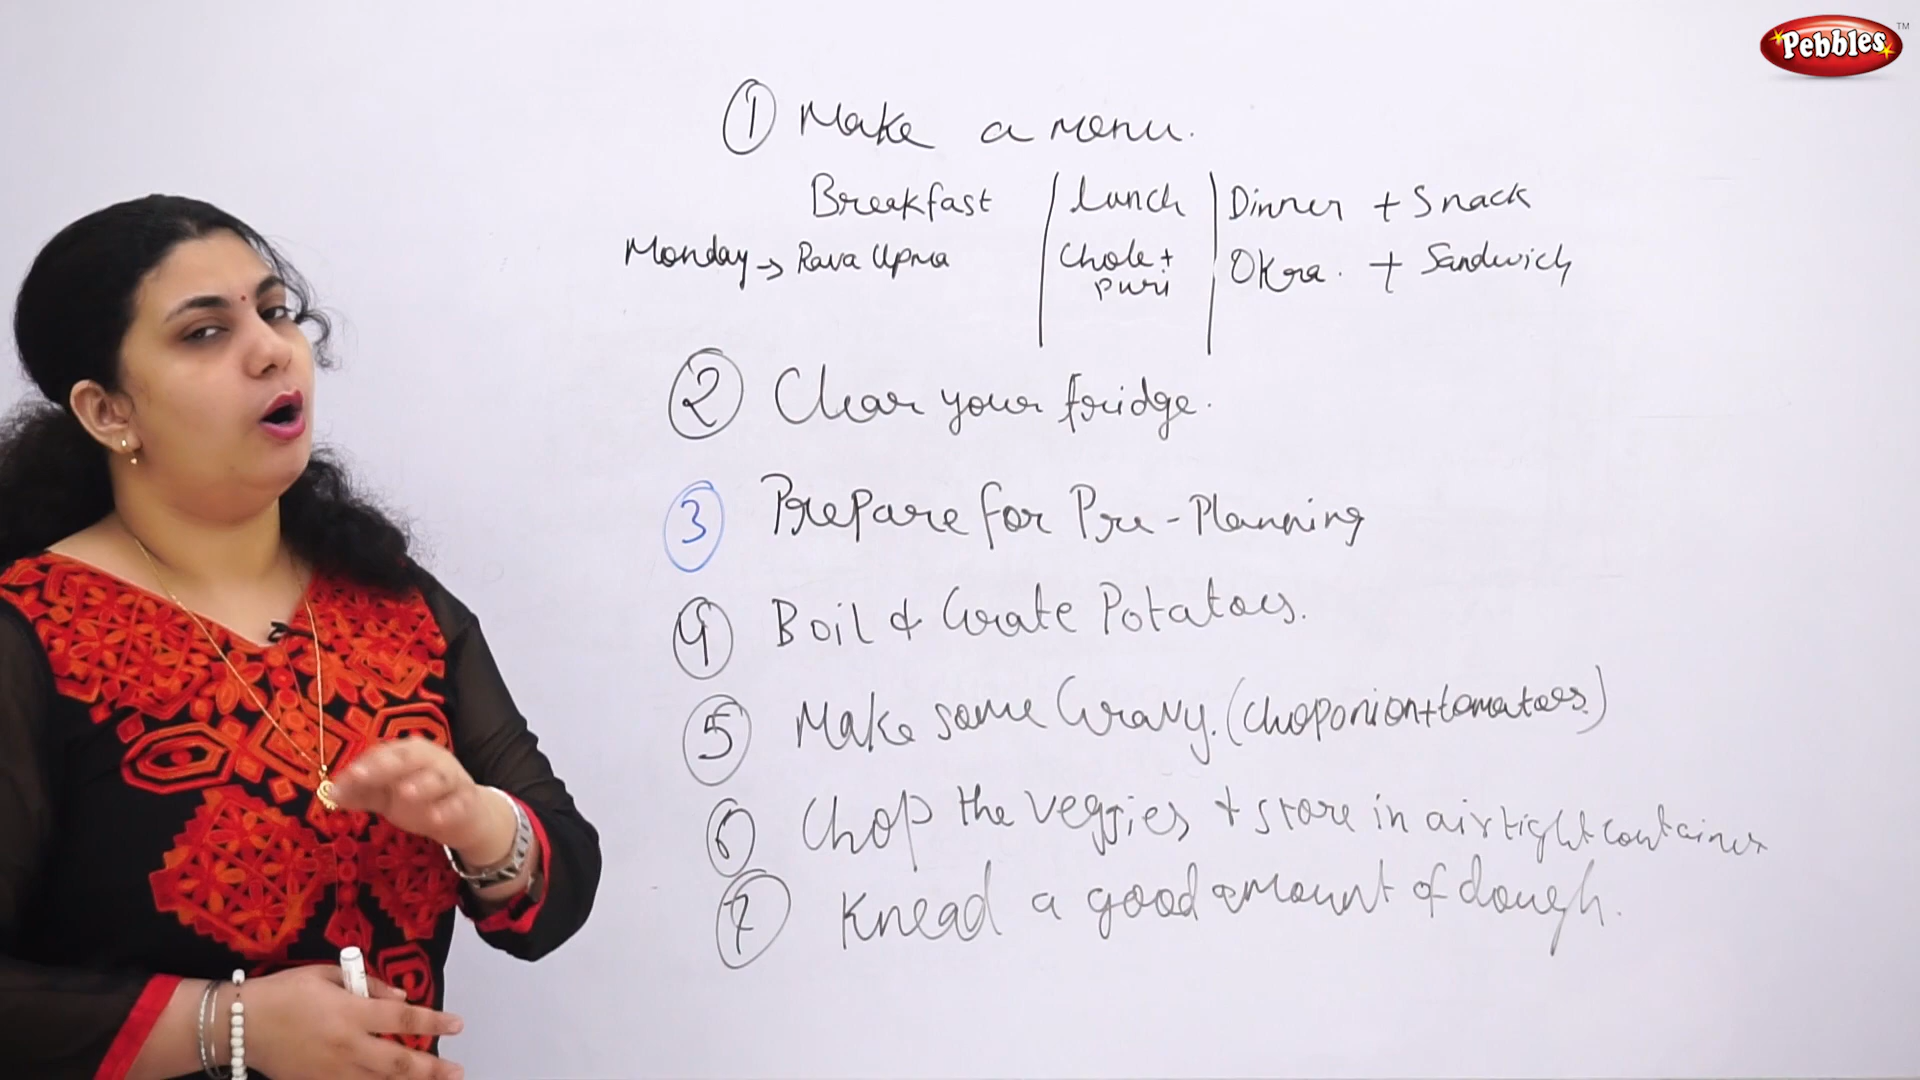 Pebbles TM
① Make a menu.
Breakfast | Lunch | Dinner + Snack
Monday → Rava Upma | Chole + puri | Okra. + Sandwich
② Clear your fridge.
③ Prepare for Pre-Planning
④ Boil & Grate Potatoes.
⑤ Make some Gravy. (chop onion + tomatoes.)
⑥ Chop the veggies + store in airtight container
⑦ Knead a good amount of dough.